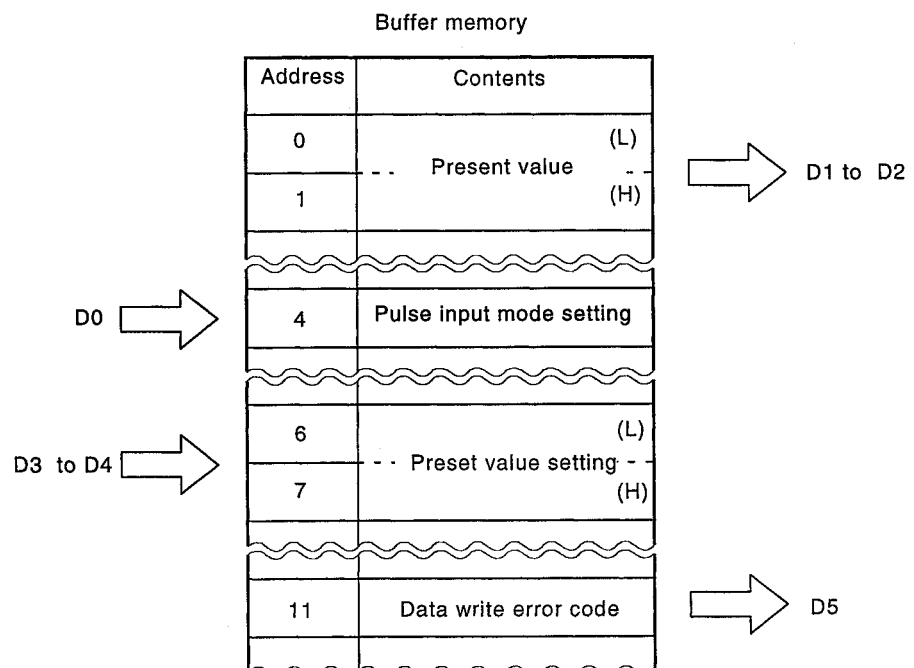 Buffer memory
Address Contents
0 (L)
Present value
D1 to D2
1 (H)
D0
4 Pulse input mode setting
6 (L)
D3 to D4
Preset value setting
7 (H)
11 Data write error code
D5